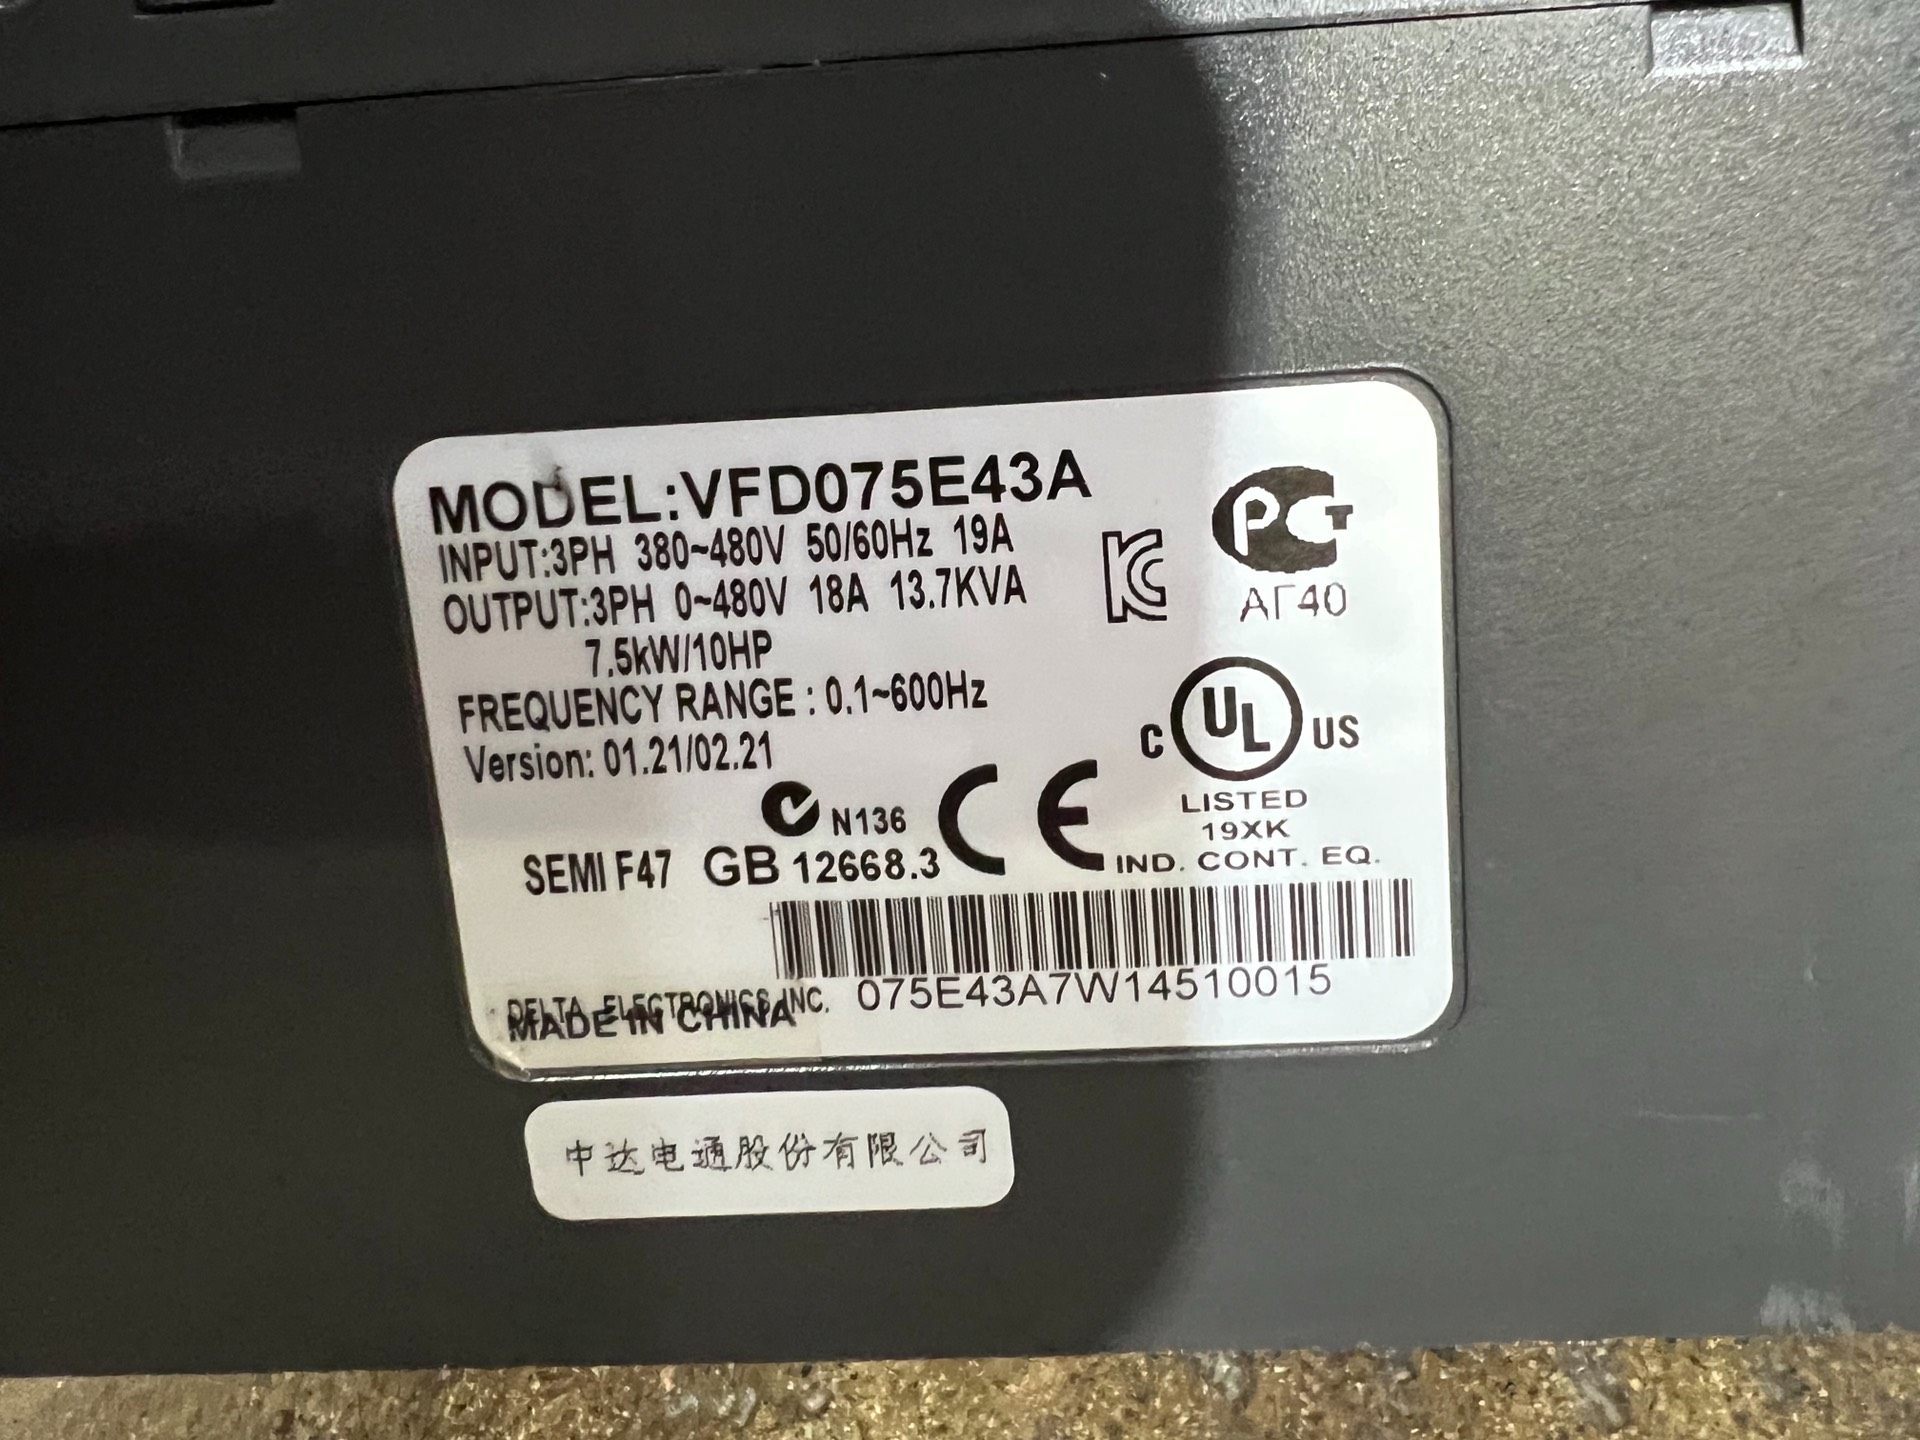 MODEL:VFD075E43A
INPUT:3PH 380~480V 50/60Hz 19A
OUTPUT:3PH 0~480V 18A 13.7KVA
7.5kW/10HP
FREQUENCY RANGE : 0.1~600Hz
Version: 01.21/02.21
PCT
АГ40
C UL US
LISTED
19XK
IND. CONT. EQ.
N136
CE
SEMI F47 GB 12668.3
075E43A7W14510015
DELTA ELECTRONICS, INC.
MADE IN CHINA
中达电通股份有限公司